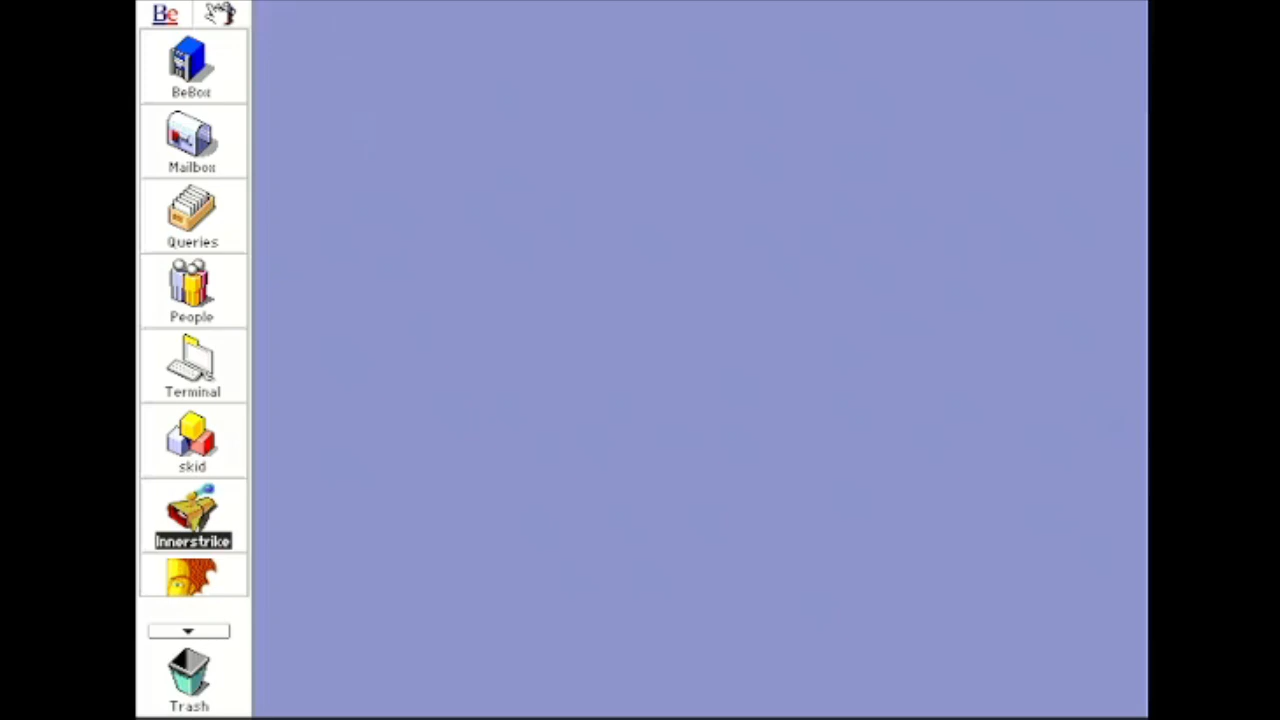 Be
BeBox
Mailbox
Queries
People
Terminal
skid
Innerstrike
Trash